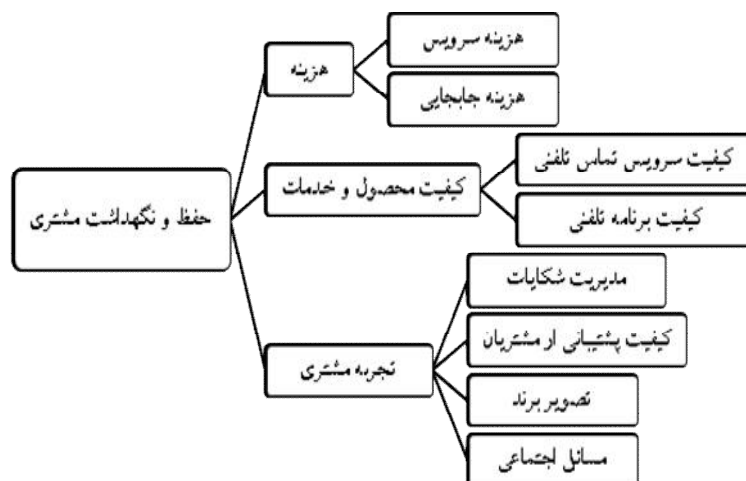 حفظ و نگهداشت مشتری
هزینه
هزینه سرویس
هزینه جابجایی
کیفیت محصول و خدمات
کیفیت سرویس تماس تلفنی
کیفیت برنامه تلفنی
تجربه مشتری
مدیریت شکایات
کیفیت پشتیبانی ار مشتریان
تصویر برند
مسائل اجتماعی